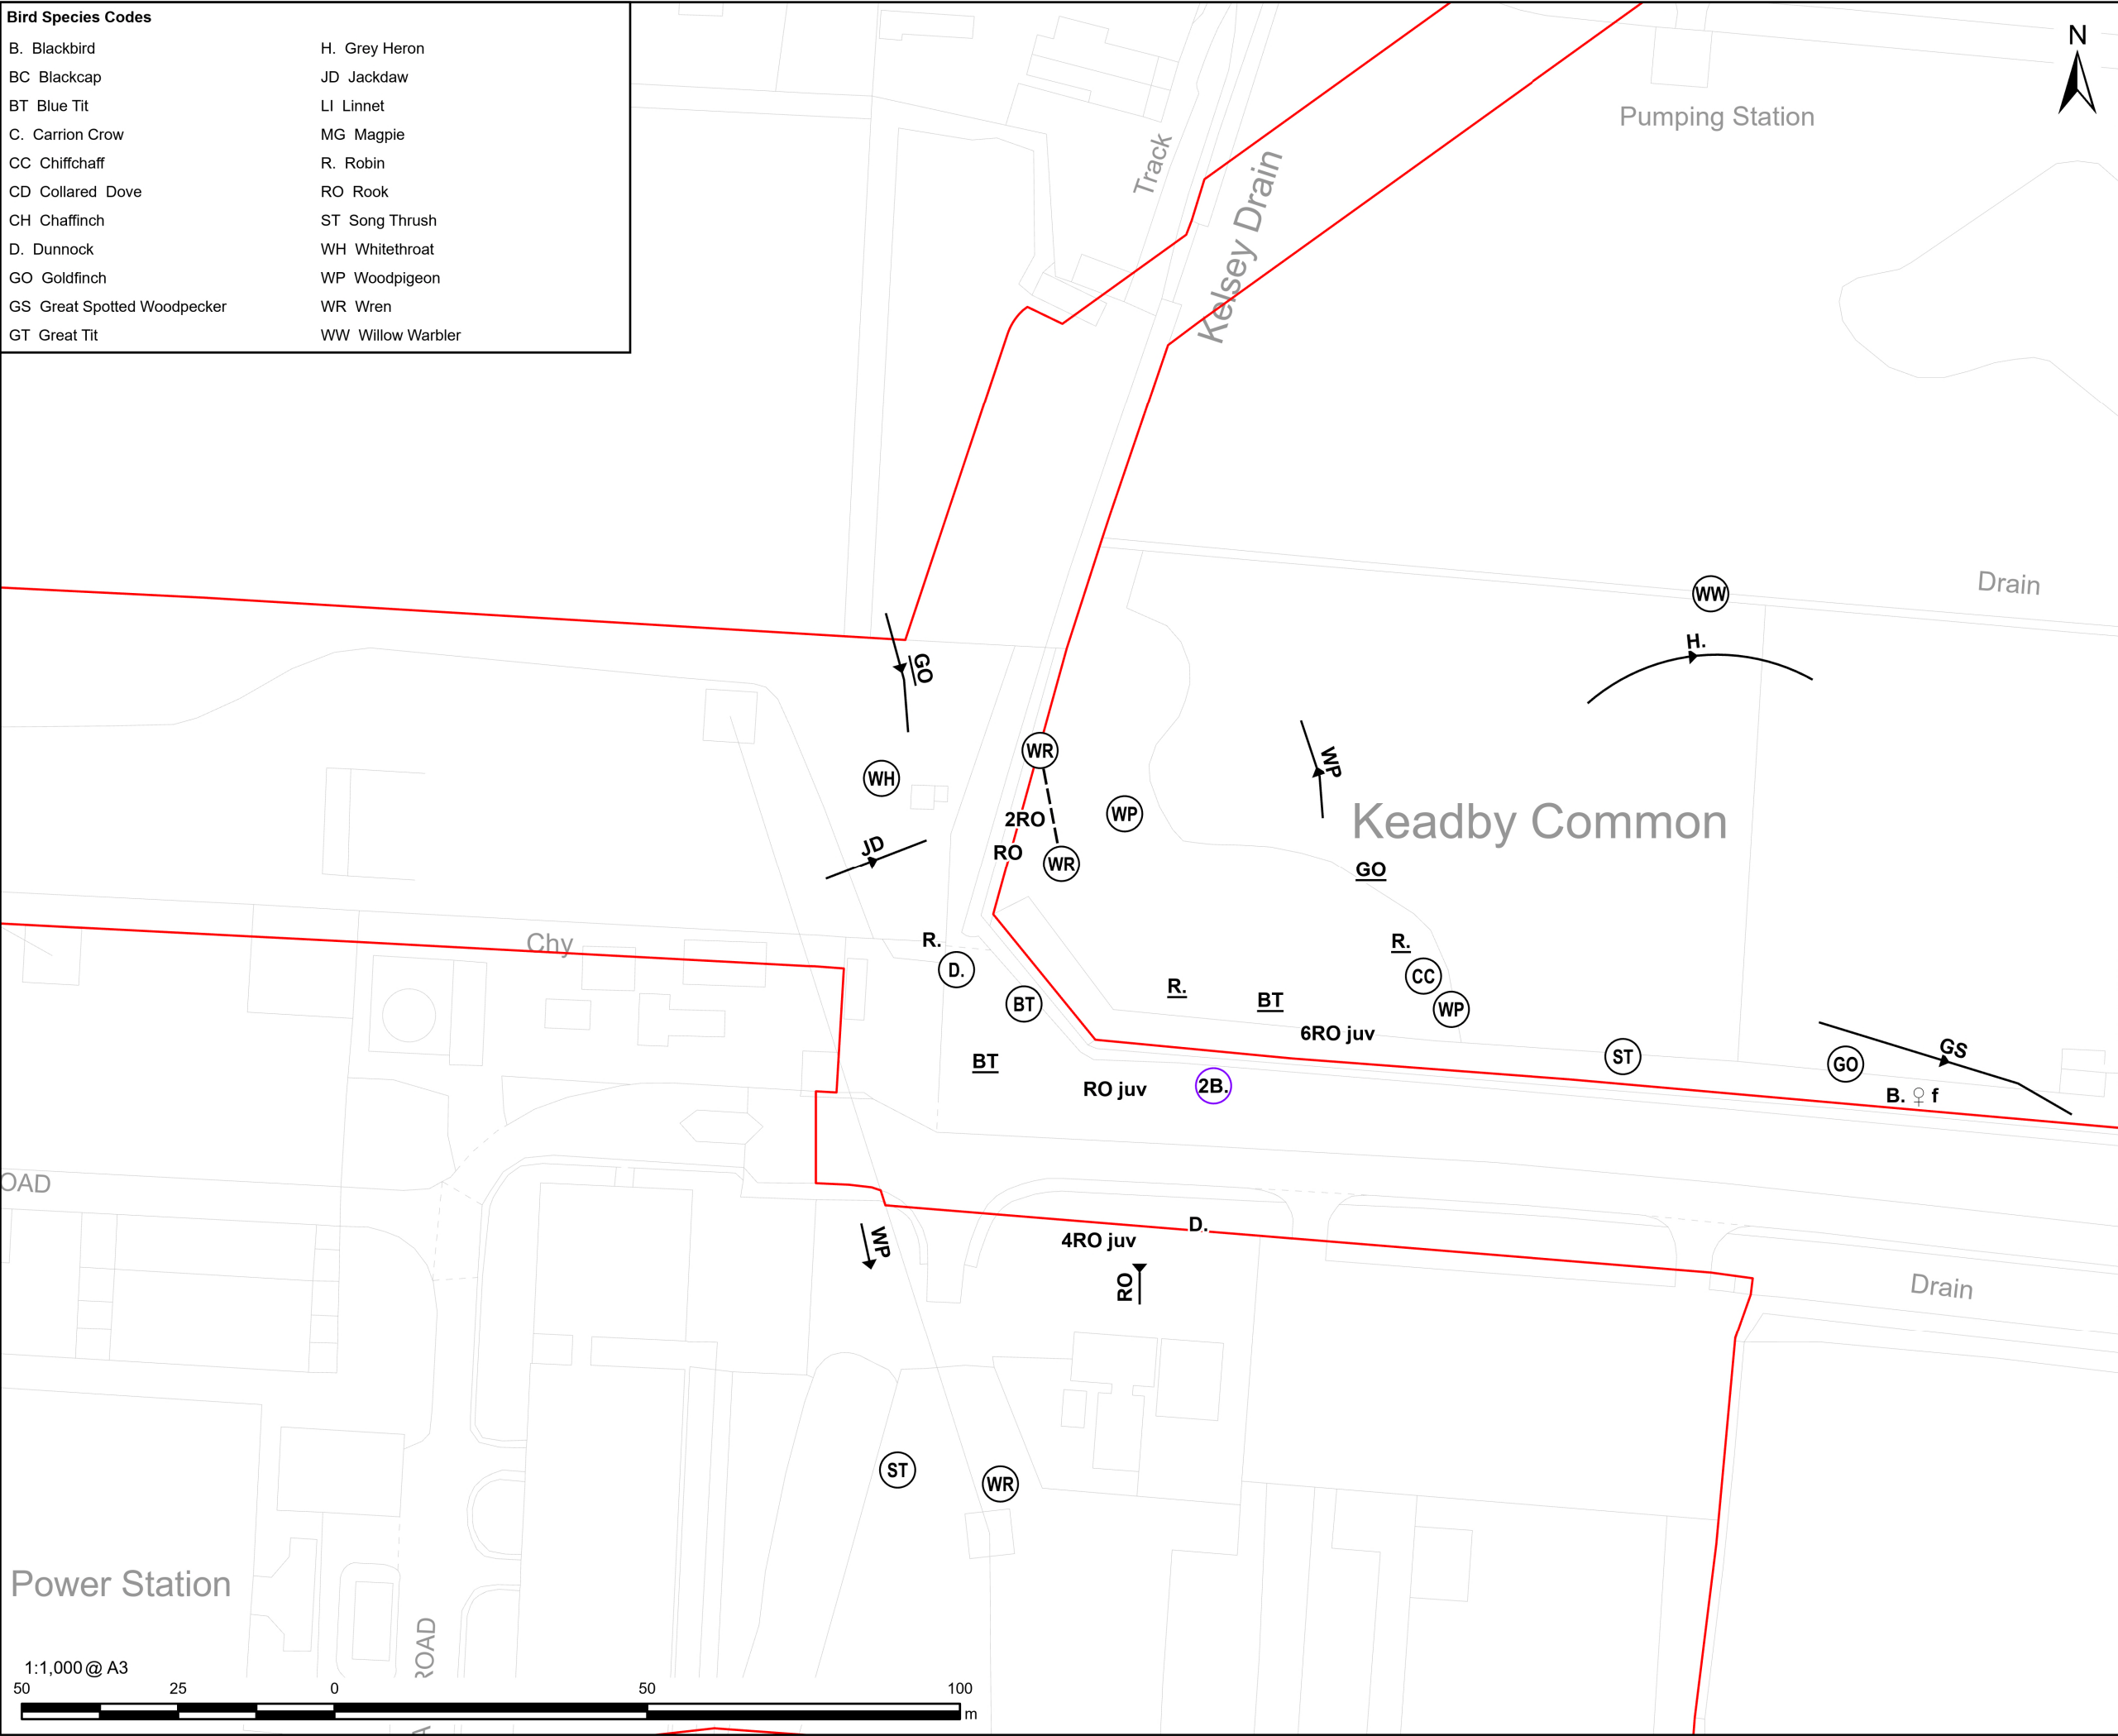 Bird Species Codes
B. Blackbird
BC Blackcap
BT Blue Tit
C. Carrion Crow
CC Chiffchaff
CD Collared Dove
CH Chaffinch
D. Dunnock
GO Goldfinch
GS Great Spotted Woodpecker
GT Great Tit
H. Grey Heron
JD Jackdaw
LI Linnet
MG Magpie
R. Robin
RO Rook
ST Song Thrush
WH Whitethroat
WP Woodpigeon
WR Wren
WW Willow Warbler
N
Pumping Station
Track
Kelsey Drain
Drain
WW
H.
GO
WR
WP
WH
WP
Keadby Common
2RO
JD
RO
WR
GO
R.
R.
Chy
D.
CC
BT
R.
BT
WP
6RO juv
ST
GS
GO
BT
RO juv
2B.
B. ♀ f
OAD
D.
WP
4RO juv
RO
Drain
ST
WR
Power Station
ROAD
1:1,000 @ A3
50 25 0 50 100
m